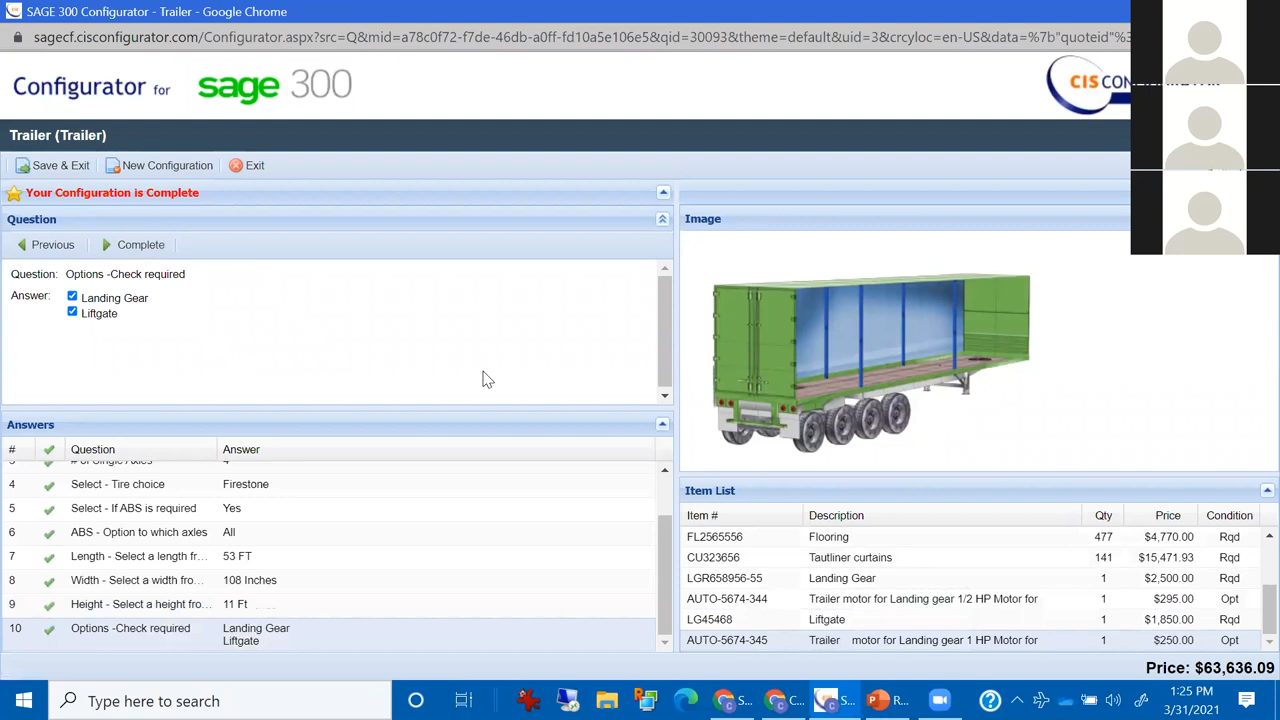 SAGE 300 Configurator - Trailer - Google Chrome
sagecf.cisconfigurator.com/Configurator.aspx?src=Q&mid=a78c0f72-f7de-46db-a0ff-fd10a5e106e5&qid=30093&theme=default&uid=3&crcyloc=en-US&data=%7b"quoteid"%3
Configurator for sage 300
CISCON
Trailer (Trailer)
Save & Exit New Configuration Exit
Your Configuration is Complete
Question
Previous Complete
Question: Options -Check required
Answer: Landing Gear
Liftgate
Image
Answers
# Question Answer
4 Select - Tire choice Firestone
5 Select - If ABS is required Yes
6 ABS - Option to which axles All
7 Length - Select a length fr... 53 FT
8 Width - Select a width fro... 108 Inches
9 Height - Select a height fro... 11 Ft
10 Options -Check required Landing Gear
Liftgate
Item List
Item # Description Qty Price Condition
FL2565556 Flooring 477 $4,770.00 Rqd
CU323656 Tautliner curtains 141 $15,471.93 Rqd
LGR658956-55 Landing Gear 1 $2,500.00 Rqd
AUTO-5674-344 Trailer motor for Landing gear 1/2 HP Motor for 1 $295.00 Opt
LG45468 Liftgate 1 $1,850.00 Rqd
AUTO-5674-345 Trailer motor for Landing gear 1 HP Motor for 1 $250.00 Opt
Price: $63,636.09
Type here to search
S... C... S... R...
1:25 PM
3/31/2021